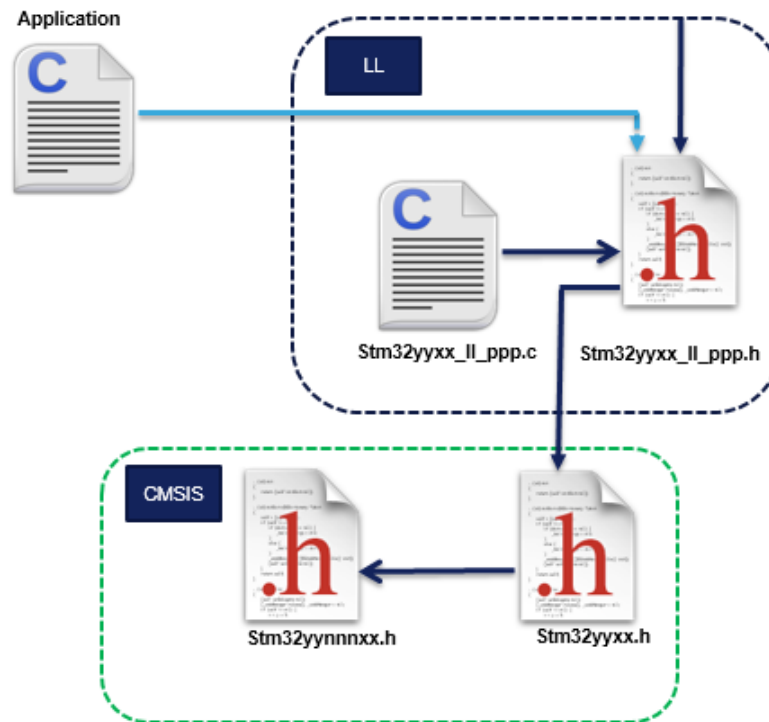 Application
LL
C
C
.h
Stm32yyxx_ll_ppp.c
Stm32yyxx_ll_ppp.h
CMSIS
.h
.h
Stm32yynnnxx.h
Stm32yyxx.h